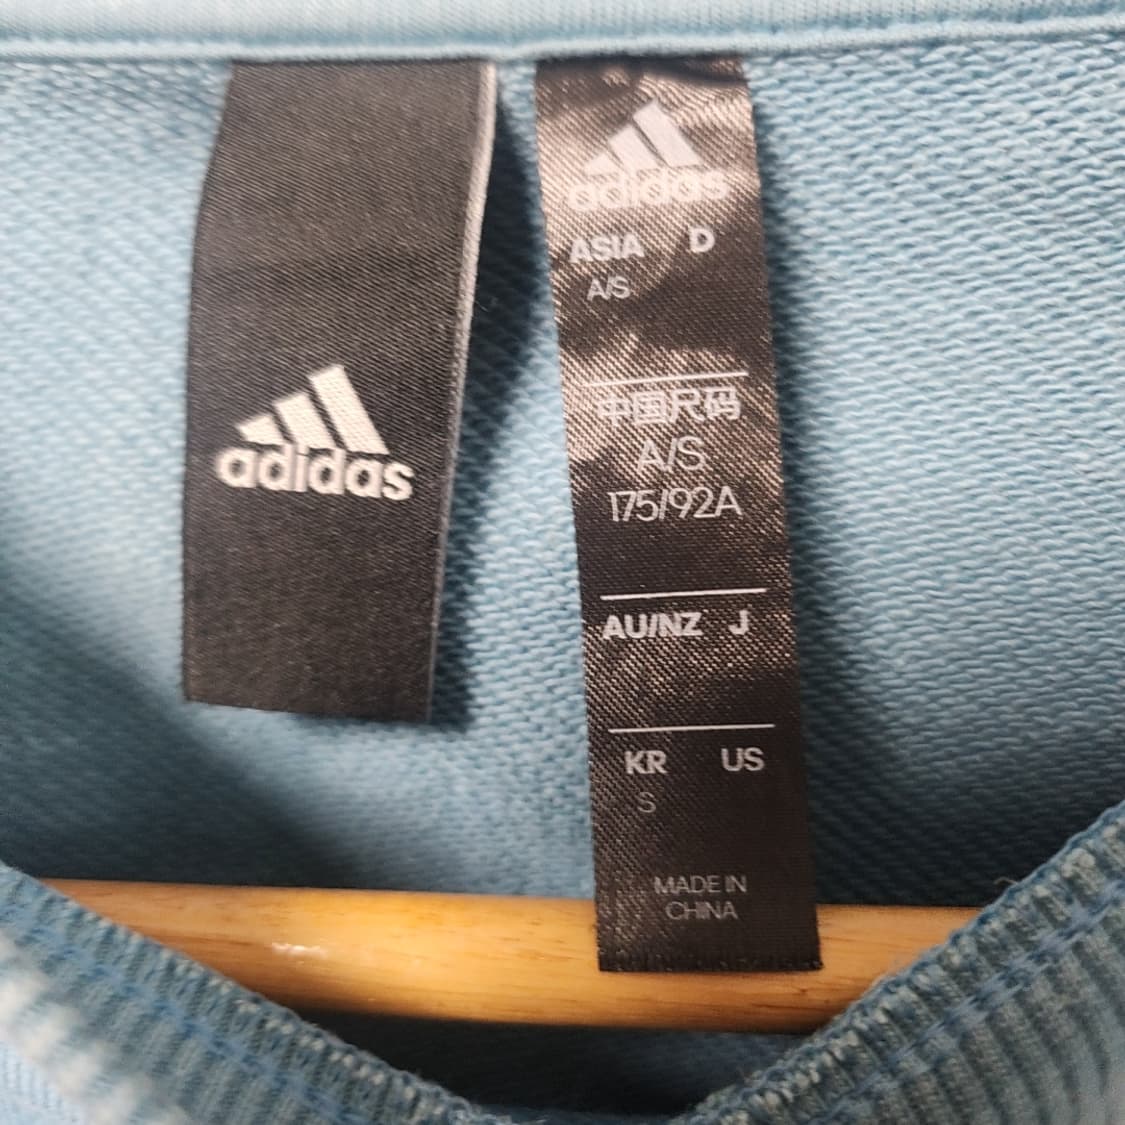 adidas
adidas
ASIA D
A/S
中国尺码
A/S
175/92A
AU/NZ J
KR US
S
MADE IN
CHINA